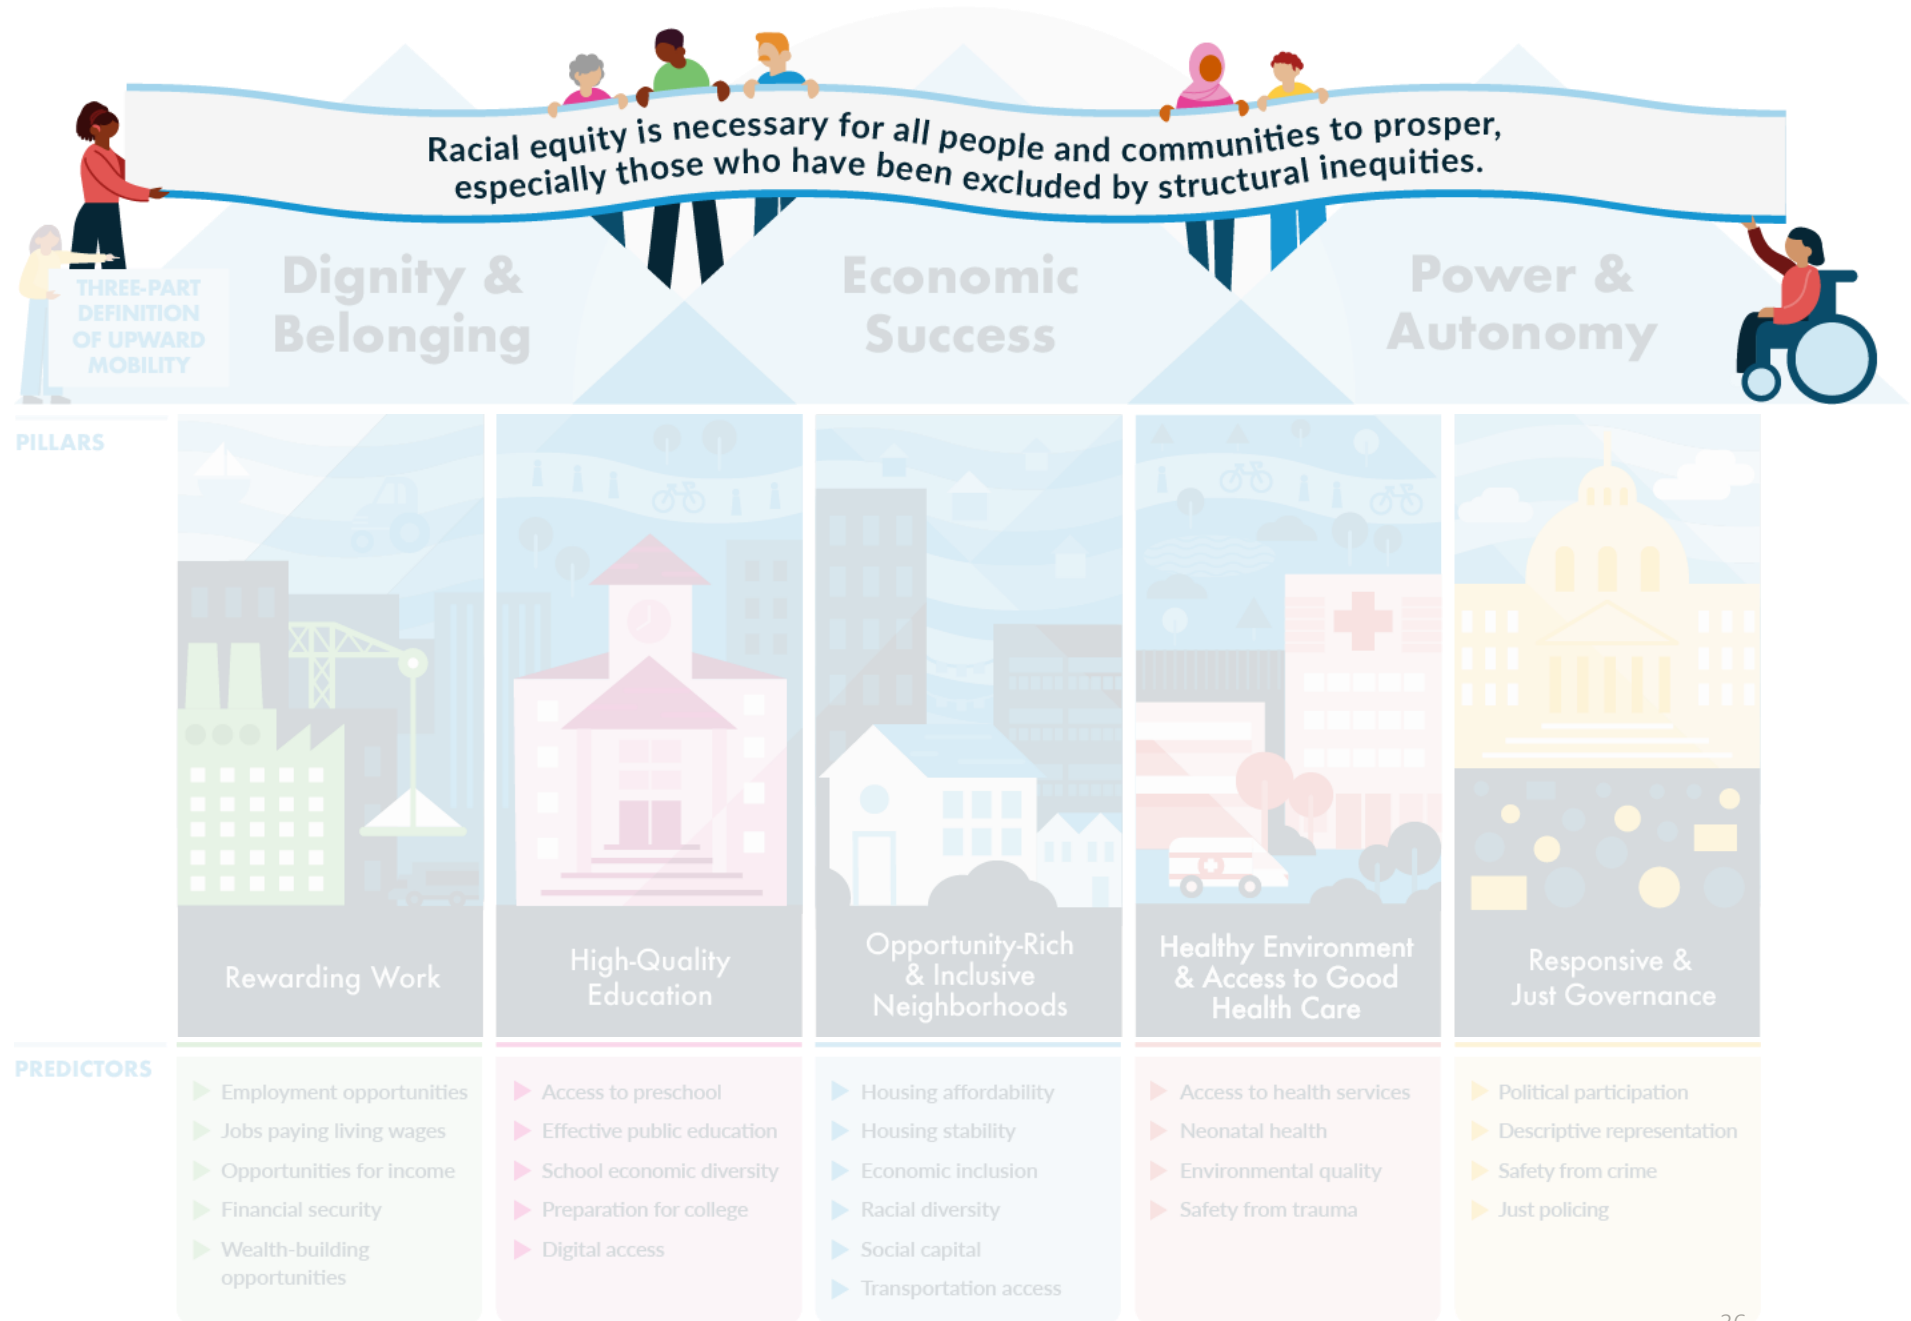 Racial equity is necessary for all people and communities to prosper,
especially those who have been excluded by structural inequities.
THREE-PART
DEFINITION
OF UPWARD
MOBILITY
Dignity &
Belonging
Economic
Success
Power &
Autonomy
PILLARS
Rewarding Work
High-Quality
Education
Opportunity-Rich
& Inclusive
Neighborhoods
Healthy Environment
& Access to Good
Health Care
Responsive &
Just Governance
PREDICTORS
Employment opportunities
Jobs paying living wages
Opportunities for income
Financial security
Wealth-building
opportunities
Access to preschool
Effective public education
School economic diversity
Preparation for college
Digital access
Housing affordability
Housing stability
Economic inclusion
Racial diversity
Social capital
Transportation access
Access to health services
Neonatal health
Environmental quality
Safety from trauma
Political participation
Descriptive representation
Safety from crime
Just policing